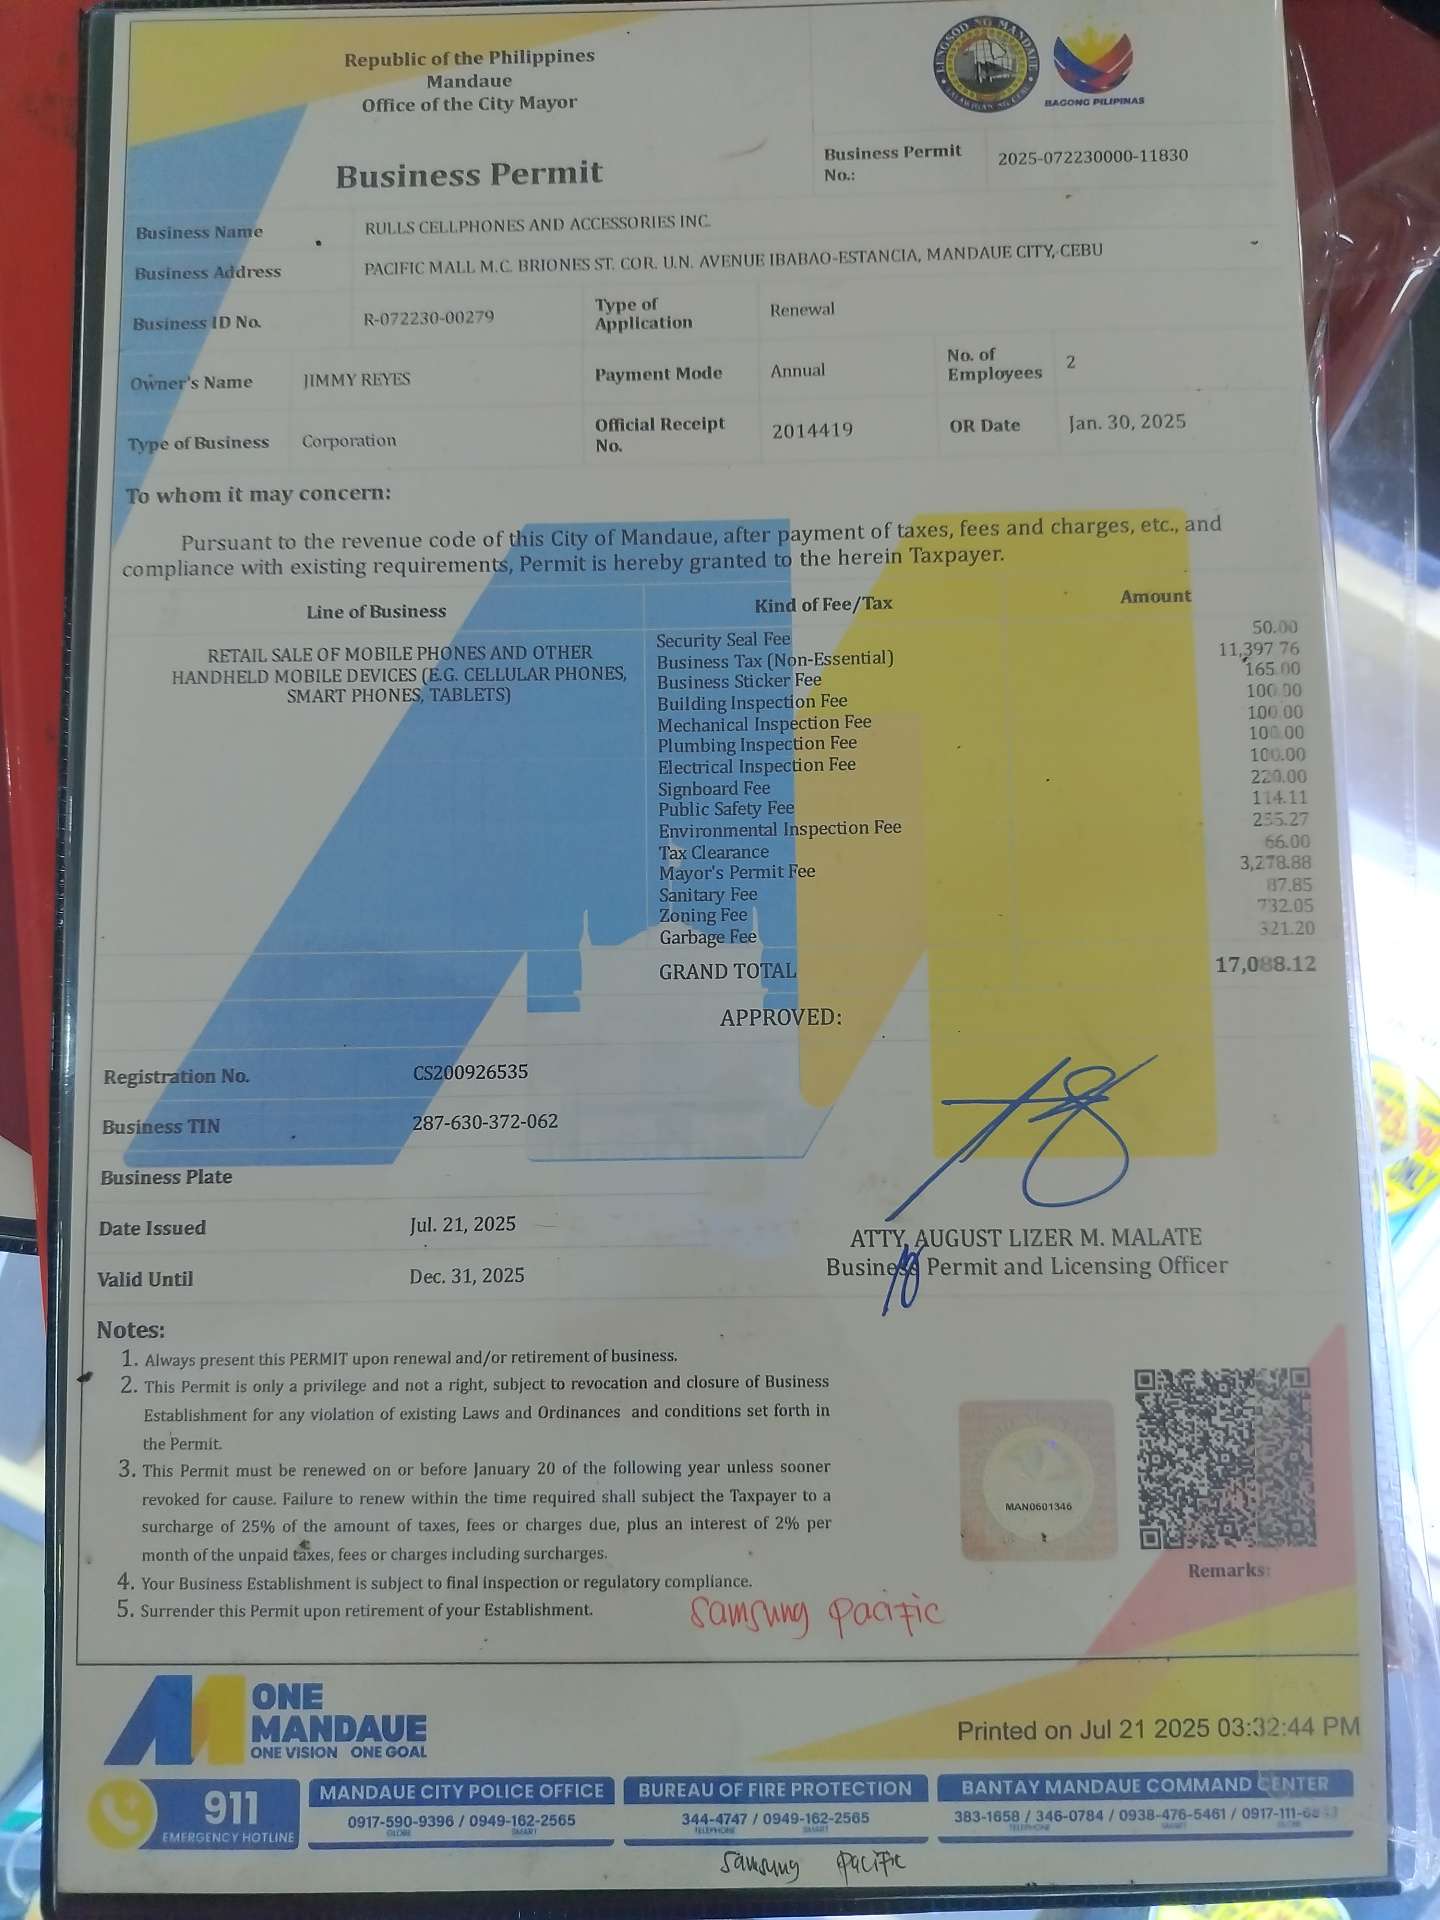 Republic of the Philippines
Mandaue
Office of the City Mayor
LUNGSOD NG MANDAUE
BAGONG PILIPINAS
Business Permit
Business Permit No.: 2025-072230000-11830
Business Name RULLS CELLPHONES AND ACCESSORIES INC.
Business Address PACIFIC MALL M.C. BRIONES ST. COR. U.N. AVENUE IBABAO-ESTANCIA, MANDAUE CITY, CEBU
Business ID No. R-072230-00279 Type of Application Renewal
Owner's Name JIMMY REYES Payment Mode Annual No. of Employees 2
Type of Business Corporation Official Receipt No. 2014419 OR Date Jan. 30, 2025
To whom it may concern:
Pursuant to the revenue code of this City of Mandaue, after payment of taxes, fees and charges, etc., and
compliance with existing requirements, Permit is hereby granted to the herein Taxpayer.
Line of Business Kind of Fee/Tax Amount
RETAIL SALE OF MOBILE PHONES AND OTHER
HANDHELD MOBILE DEVICES (E.G. CELLULAR PHONES,
SMART PHONES, TABLETS)
Security Seal Fee 50.00
Business Tax (Non-Essential) 11,397.76
Business Sticker Fee 165.00
Building Inspection Fee 100.00
Mechanical Inspection Fee 100.00
Plumbing Inspection Fee 100.00
Electrical Inspection Fee 100.00
Signboard Fee 220.00
Public Safety Fee 114.11
Environmental Inspection Fee 255.27
Tax Clearance 66.00
Mayor's Permit Fee 3,278.88
Sanitary Fee 87.85
Zoning Fee 732.05
Garbage Fee 321.20
GRAND TOTAL 17,088.12
APPROVED:
Registration No. CS200926535
Business TIN 287-630-372-062
Business Plate
Date Issued Jul. 21, 2025
Valid Until Dec. 31, 2025
ATTY. AUGUST LIZER M. MALATE
Business Permit and Licensing Officer
Notes:
1. Always present this PERMIT upon renewal and/or retirement of business.
2. This Permit is only a privilege and not a right, subject to revocation and closure of Business
Establishment for any violation of existing Laws and Ordinances and conditions set forth in
the Permit.
3. This Permit must be renewed on or before January 20 of the following year unless sooner
revoked for cause. Failure to renew within the time required shall subject the Taxpayer to a
surcharge of 25% of the amount of taxes, fees or charges due, plus an interest of 2% per
month of the unpaid taxes, fees or charges including surcharges.
4. Your Business Establishment is subject to final inspection or regulatory compliance.
5. Surrender this Permit upon retirement of your Establishment.
MAN0601346
Remarks:
Samsung pacific
ONE
MANDAUE
ONE VISION ONE GOAL
Printed on Jul 21 2025 03:32:44 PM
911
EMERGENCY HOTLINE
MANDAUE CITY POLICE OFFICE
0917-590-9396 / 0949-162-2565
GLOBE SMART
BUREAU OF FIRE PROTECTION
344-4747 / 0949-162-2565
TELEPHONE SMART
BANTAY MANDAUE COMMAND CENTER
383-1658 / 346-0784 / 0938-476-5461 /
TELEPHONE SMART GLOBE
Samsung pacific
ONLY